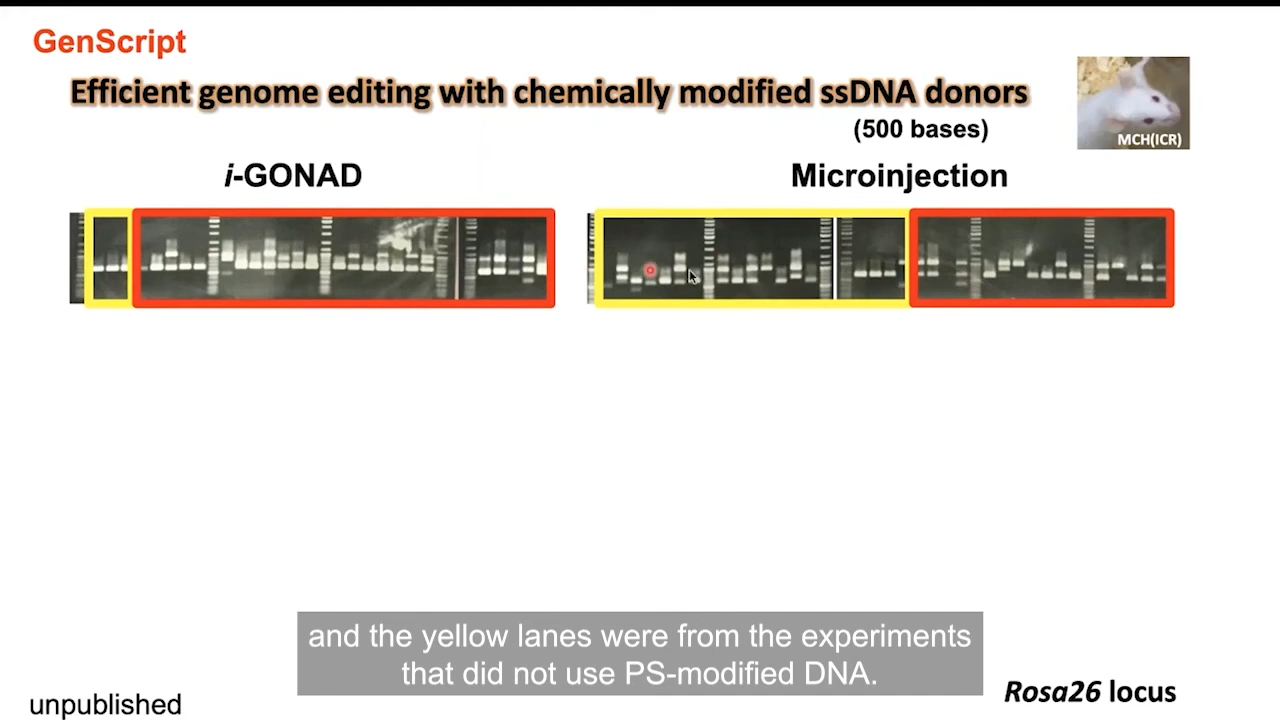 GenScript
Efficient genome editing with chemically modified ssDNA donors
(500 bases)
MCH(ICR)
i-GONAD
Microinjection
and the yellow lanes were from the experiments
that did not use PS-modified DNA.
Rosa26 locus
unpublished